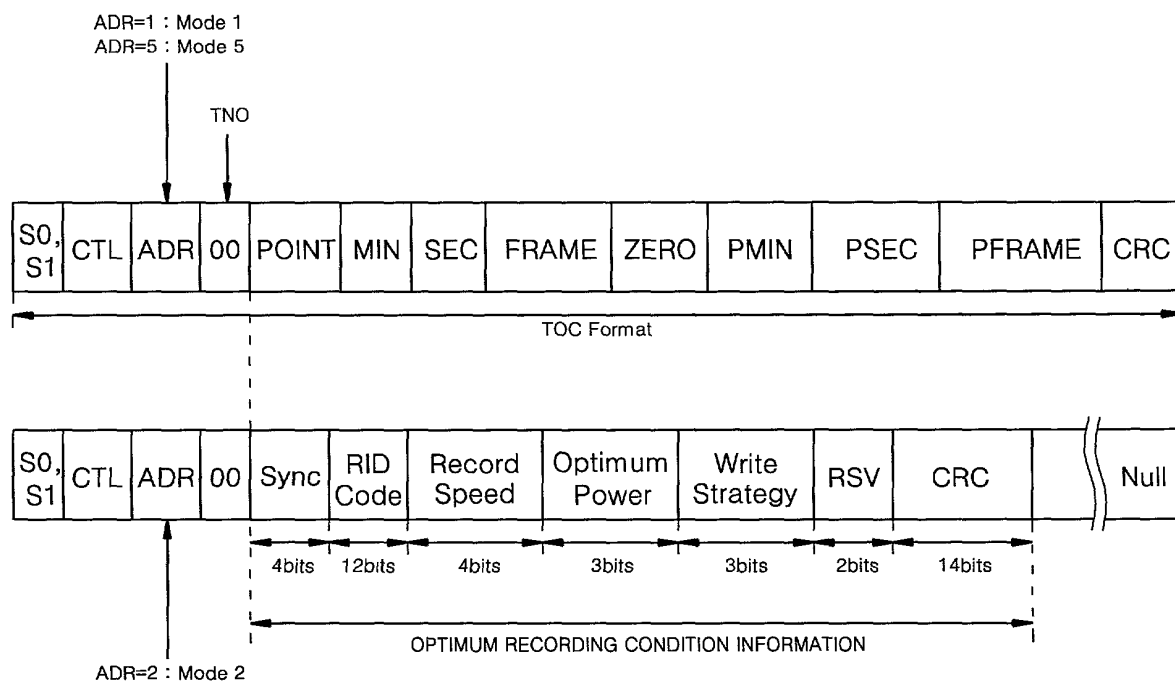 ADR=1 : Mode 1
ADR=5 : Mode 5
TNO
S0, S1 CTL ADR 00 POINT MIN SEC FRAME ZERO PMIN PSEC PFRAME CRC
TOC Format
S0, S1 CTL ADR 00 Sync RID Code Record Speed Optimum Power Write Strategy RSV CRC Null
4bits 12bits 4bits 3bits 3bits 2bits 14bits
OPTIMUM RECORDING CONDITION INFORMATION
ADR=2 : Mode 2